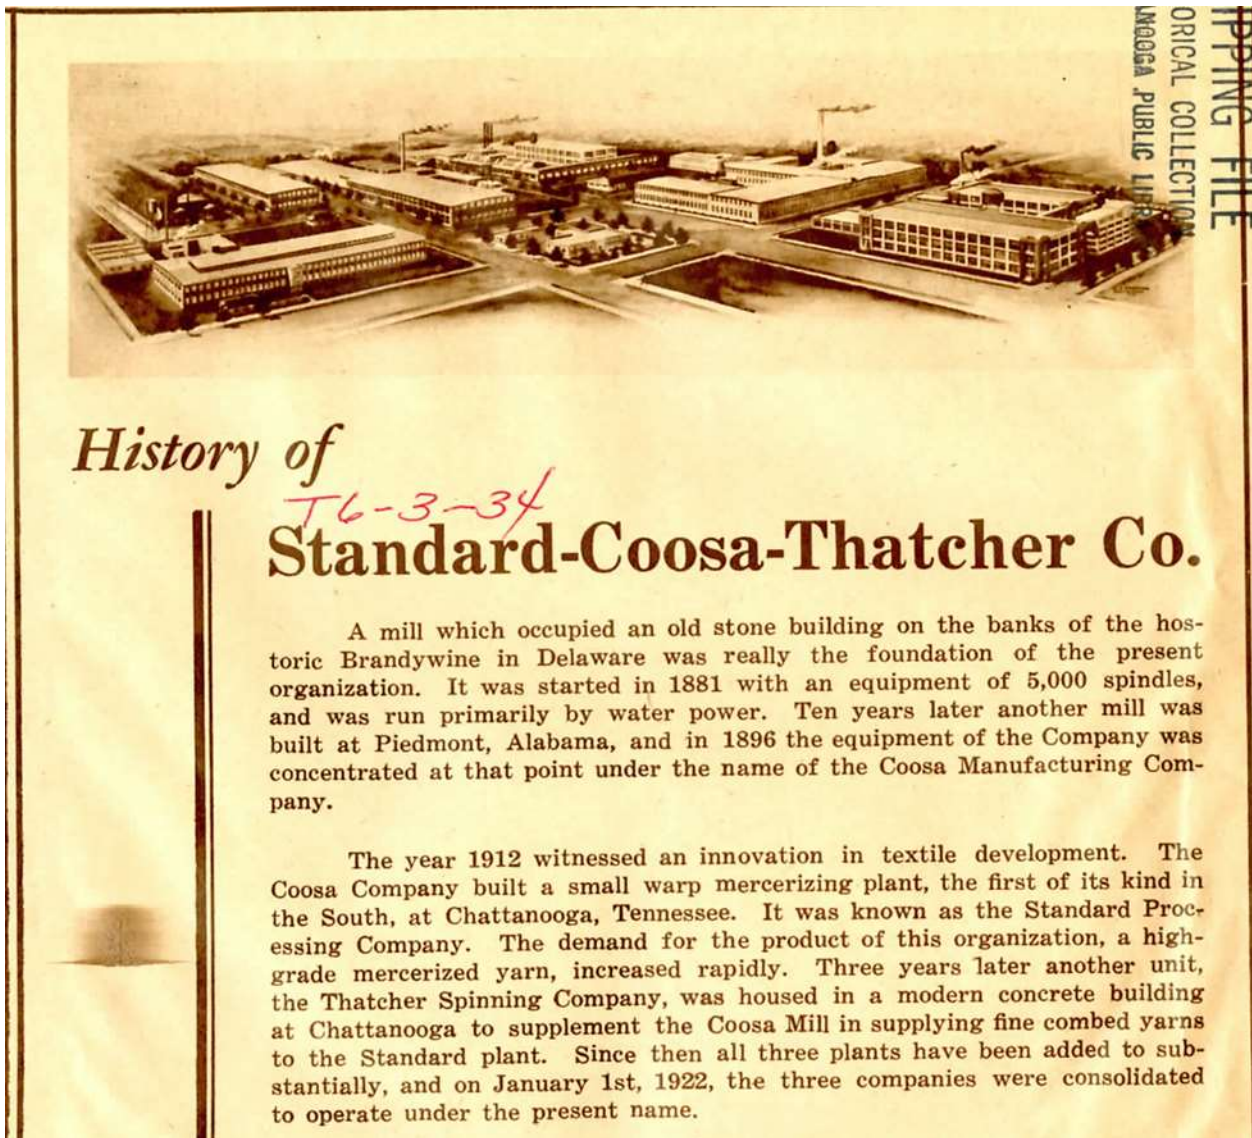 IPPING FILE
ORICAL COLLECTION
ANOOGA PUBLIC LIBR
History of
T6-3-34
Standard-Coosa-Thatcher Co.
A mill which occupied an old stone building on the banks of the hos-
toric Brandywine in Delaware was really the foundation of the present
organization. It was started in 1881 with an equipment of 5,000 spindles,
and was run primarily by water power. Ten years later another mill was
built at Piedmont, Alabama, and in 1896 the equipment of the Company was
concentrated at that point under the name of the Coosa Manufacturing Com-
pany.
The year 1912 witnessed an innovation in textile development. The
Coosa Company built a small warp mercerizing plant, the first of its kind in
the South, at Chattanooga, Tennessee. It was known as the Standard Proc-
essing Company. The demand for the product of this organization, a high-
grade mercerized yarn, increased rapidly. Three years later another unit,
the Thatcher Spinning Company, was housed in a modern concrete building
at Chattanooga to supplement the Coosa Mill in supplying fine combed yarns
to the Standard plant. Since then all three plants have been added to sub-
stantially, and on January 1st, 1922, the three companies were consolidated
to operate under the present name.